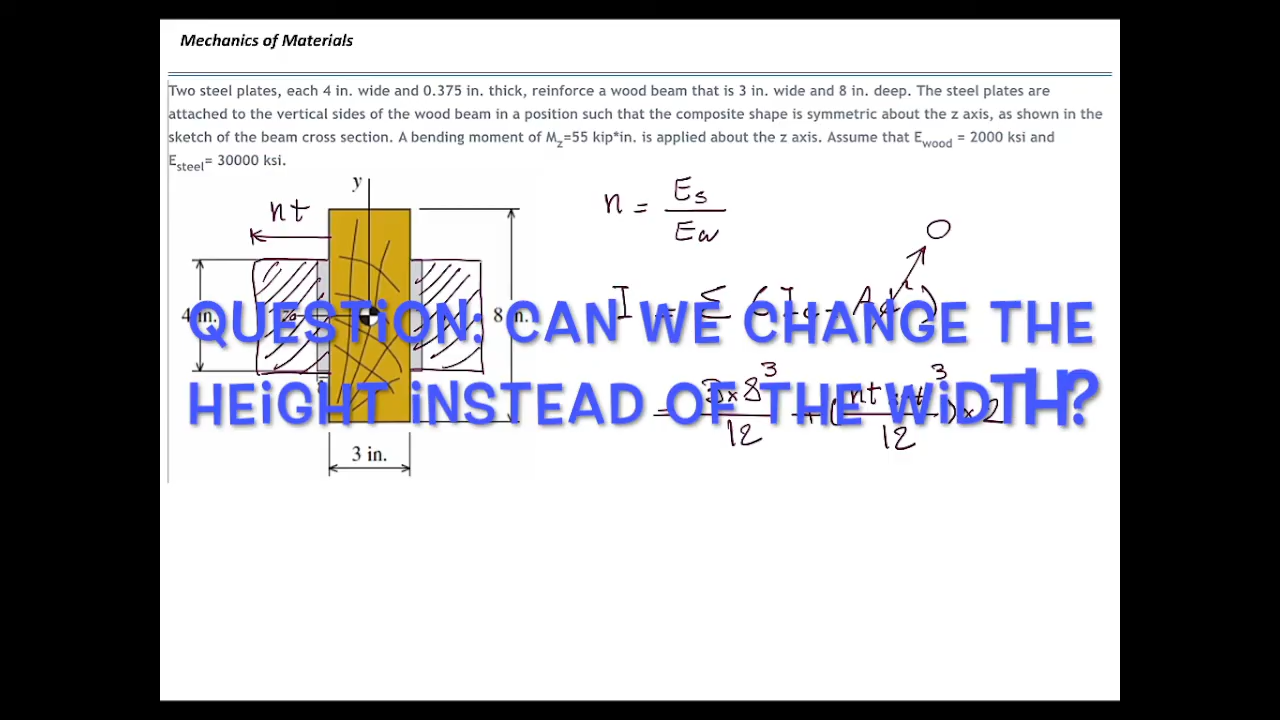 Mechanics of Materials
Two steel plates, each 4 in. wide and 0.375 in. thick, reinforce a wood beam that is 3 in. wide and 8 in. deep. The steel plates are
attached to the vertical sides of the wood beam in a position such that the composite shape is symmetric about the z axis, as shown in the
sketch of the beam cross section. A bending moment of Mz=55 kip*in. is applied about the z axis. Assume that Ewood = 2000 ksi and
Esteel= 30000 ksi.
y
nt
n = Es / Ew
O
4 in.
8 in.
QUESTION: CAN WE CHANGE THE
HEIGHT INSTEAD OF THE WIDTH?
3×8³
12
12
×2
3 in.